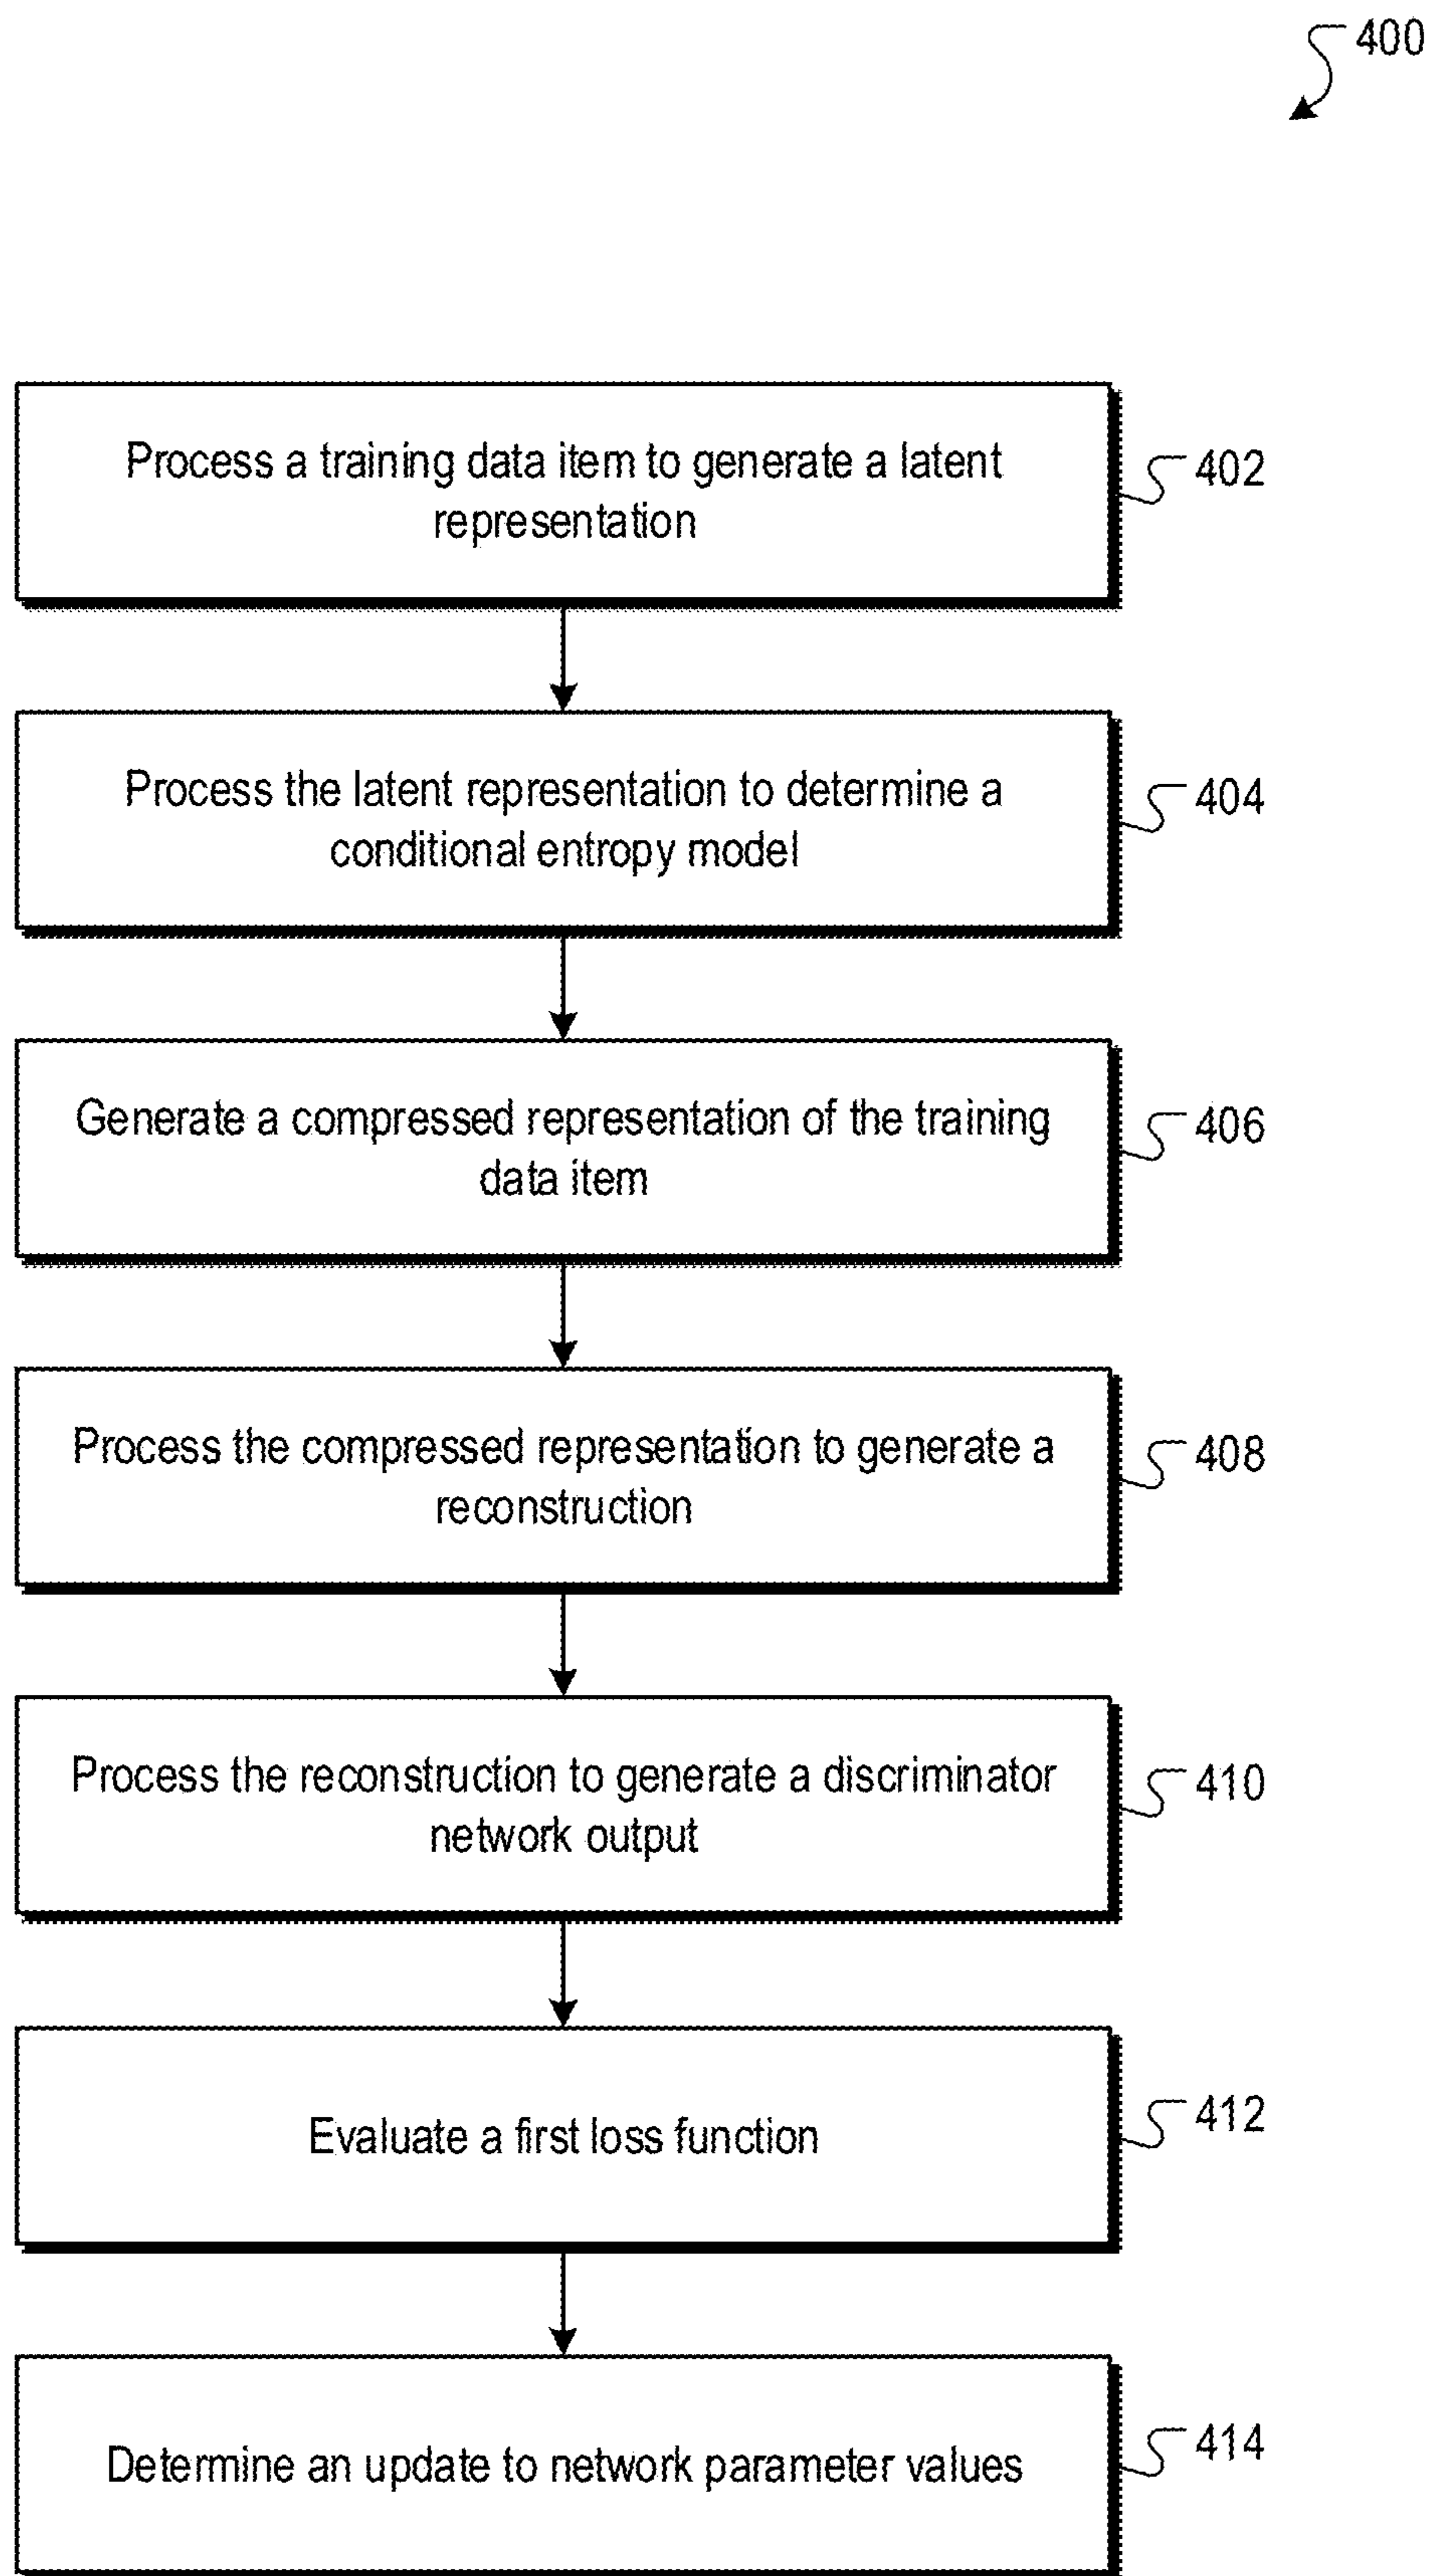 400
Process a training data item to generate a latent
representation
402
Process the latent representation to determine a
conditional entropy model
404
Generate a compressed representation of the training
data item
406
Process the compressed representation to generate a
reconstruction
408
Process the reconstruction to generate a discriminator
network output
410
Evaluate a first loss function
412
Determine an update to network parameter values
414